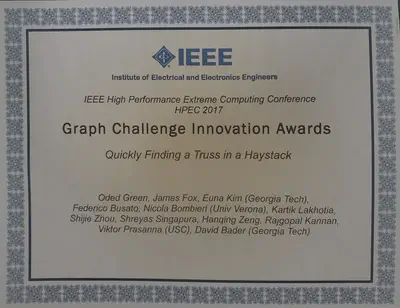 IEEE
Institute of Electrical and Electronics Engineers
IEEE High Performance Extreme Computing Conference
HPEC 2017
Graph Challenge Innovation Awards
Quickly Finding a Truss in a Haystack
Oded Green, James Fox, Euna Kim (Georgia Tech),
Federico Busato, Nicola Bombieri (Univ Verona), Kartik Lakhotia,
Shijie Zhou, Shreyas Singapura, Hanqing Zeng, Rajgopal Kannan,
Viktor Prasanna (USC), David Bader (Georgia Tech)